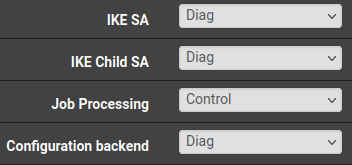 IKE SA Diag
IKE Child SA Diag
Job Processing Control
Configuration backend Diag